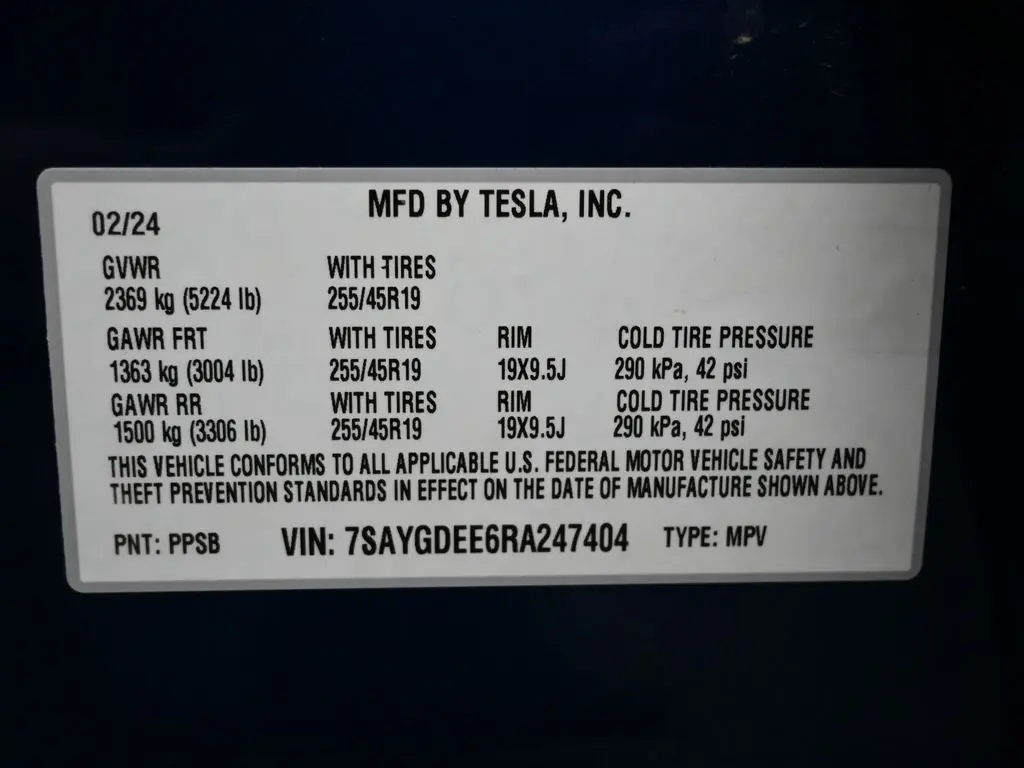 MFD BY TESLA, INC.
02/24
GVWR WITH TIRES
2369 kg (5224 lb) 255/45R19
GAWR FRT WITH TIRES RIM COLD TIRE PRESSURE
1363 kg (3004 lb) 255/45R19 19X9.5J 290 kPa, 42 psi
GAWR RR WITH TIRES RIM COLD TIRE PRESSURE
1500 kg (3306 lb) 255/45R19 19X9.5J 290 kPa, 42 psi
THIS VEHICLE CONFORMS TO ALL APPLICABLE U.S. FEDERAL MOTOR VEHICLE SAFETY AND
THEFT PREVENTION STANDARDS IN EFFECT ON THE DATE OF MANUFACTURE SHOWN ABOVE.
PNT: PPSB VIN: 7SAYGDEE6RA247404 TYPE: MPV